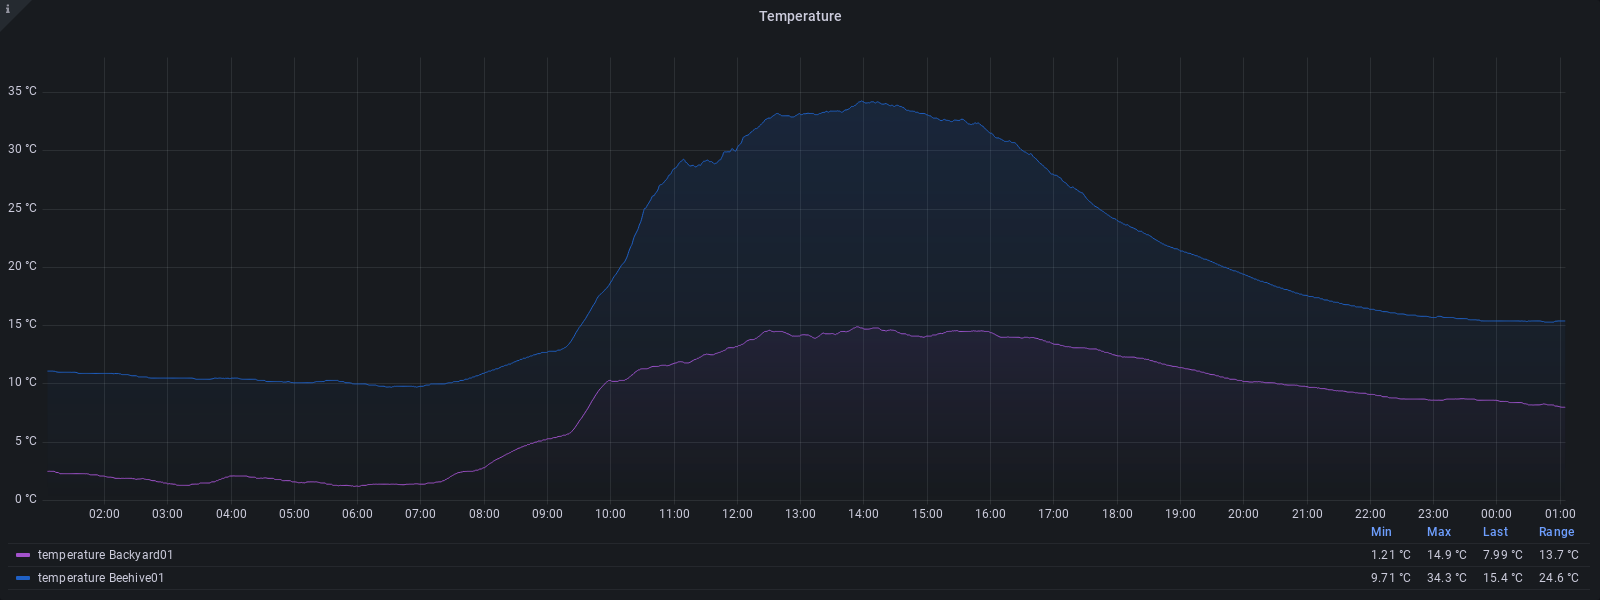 i
Temperature
35 °C
30 °C
25 °C
20 °C
15 °C
10 °C
5 °C
0 °C
02:00 03:00 04:00 05:00 06:00 07:00 08:00 09:00 10:00 11:00 12:00 13:00 14:00 15:00 16:00 17:00 18:00 19:00 20:00 21:00 22:00 23:00 00:00 01:00
Min Max Last Range
temperature Backyard01 1.21 °C 14.9 °C 7.99 °C 13.7 °C
temperature Beehive01 9.71 °C 34.3 °C 15.4 °C 24.6 °C